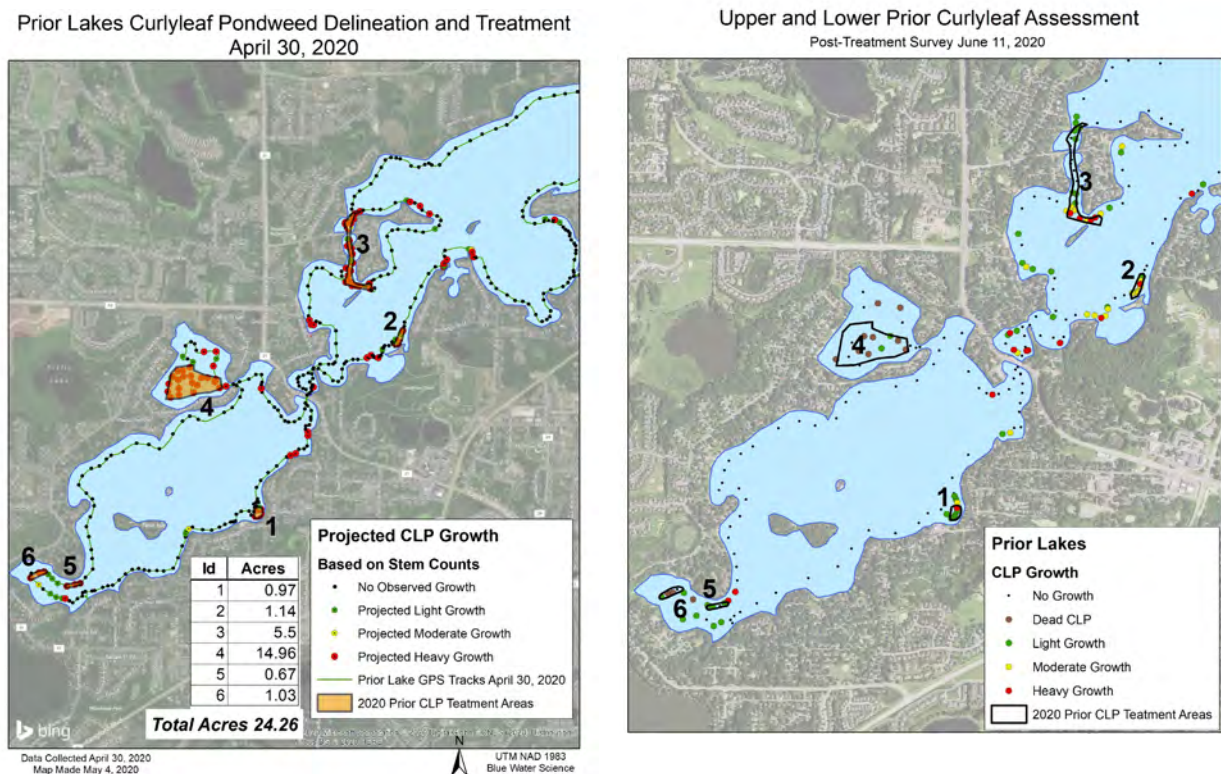 Prior Lakes Curlyleaf Pondweed Delineation and Treatment
April 30, 2020
3
2
4
1
6
5
Id Acres
1 0.97
2 1.14
3 5.5
4 14.96
5 0.67
6 1.03
Total Acres 24.26
Projected CLP Growth
Based on Stem Counts
No Observed Growth
Projected Light Growth
Projected Moderate Growth
Projected Heavy Growth
Prior Lake GPS Tracks April 30, 2020
2020 Prior CLP Teatment Areas
bing
Data Collected April 30, 2020
Map Made May 4, 2020
N
UTM NAD 1983
Blue Water Science
Upper and Lower Prior Curlyleaf Assessment
Post-Treatment Survey June 11, 2020
3
2
4
1
5
6
Prior Lakes
CLP Growth
No Growth
Dead CLP
Light Growth
Moderate Growth
Heavy Growth
2020 Prior CLP Teatment Areas